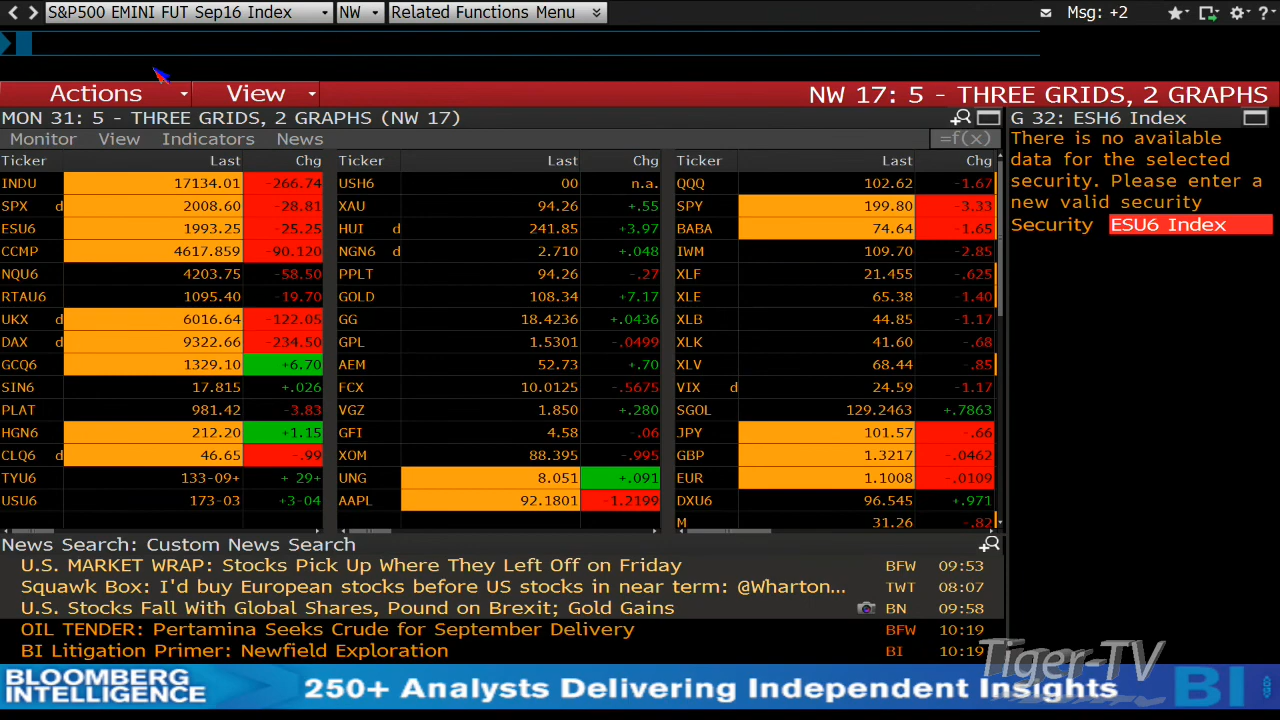 S&P500 EMINI FUT Sep16 Index NW Related Functions Menu Msg: +2
Actions View NW 17: 5 - THREE GRIDS, 2 GRAPHS
MON 31: 5 - THREE GRIDS, 2 GRAPHS (NW 17) G 32: ESH6 Index
Monitor View Indicators News =f(x)
There is no available
data for the selected
security. Please enter a
new valid security
Security ESU6 Index
Ticker Last Chg Ticker Last Chg Ticker Last Chg
INDU 17134.01 -266.74 USH6 00 n.a. QQQ 102.62 -1.67
SPX d 2008.60 -28.81 XAU 94.26 +.55 SPY 199.80 -3.33
ESU6 1993.25 -25.25 HUI d 241.85 +3.97 BABA 74.64 -1.65
CCMP 4617.859 -90.120 NGN6 d 2.710 +.048 IWM 109.70 -2.85
NQU6 4203.75 -58.50 PPLT 94.26 -.27 XLF 21.455 -.625
RTAU6 1095.40 -19.70 GOLD 108.34 +7.17 XLE 65.38 -1.40
UKX d 6016.64 -122.05 GG 18.4236 +.0436 XLB 44.85 -1.17
DAX d 9322.66 -234.50 GPL 1.5301 -.0499 XLK 41.60 -.68
GCQ6 1329.10 +6.70 AEM 52.73 +.70 XLV 68.44 -.85
SIN6 17.815 +.026 FCX 10.0125 -.5675 VIX d 24.59 -1.17
PLAT 981.42 -3.83 VGZ 1.850 +.280 SGOL 129.2463 +.7863
HGN6 212.20 +1.15 GFI 4.58 -.06 JPY 101.57 -.66
CLQ6 d 46.65 -.99 XOM 88.395 -.995 GBP 1.3217 -.0462
TYU6 133-09+ + 29+ UNG 8.051 +.091 EUR 1.1008 -.0109
USU6 173-03 +3-04 AAPL 92.1801 -1.2199 DXU6 96.545 +.971
M 31.26 -.82
News Search: Custom News Search
U.S. MARKET WRAP: Stocks Pick Up Where They Left Off on Friday BFW 09:53
Squawk Box: I'd buy European stocks before US stocks in near term: @Wharton... TWT 08:07
U.S. Stocks Fall With Global Shares, Pound on Brexit; Gold Gains BN 09:58
OIL TENDER: Pertamina Seeks Crude for September Delivery BFW 10:19
BI Litigation Primer: Newfield Exploration BI 10:19
Tiger-TV
BLOOMBERG
INTELLIGENCE
250+ Analysts Delivering Independent Insights BI